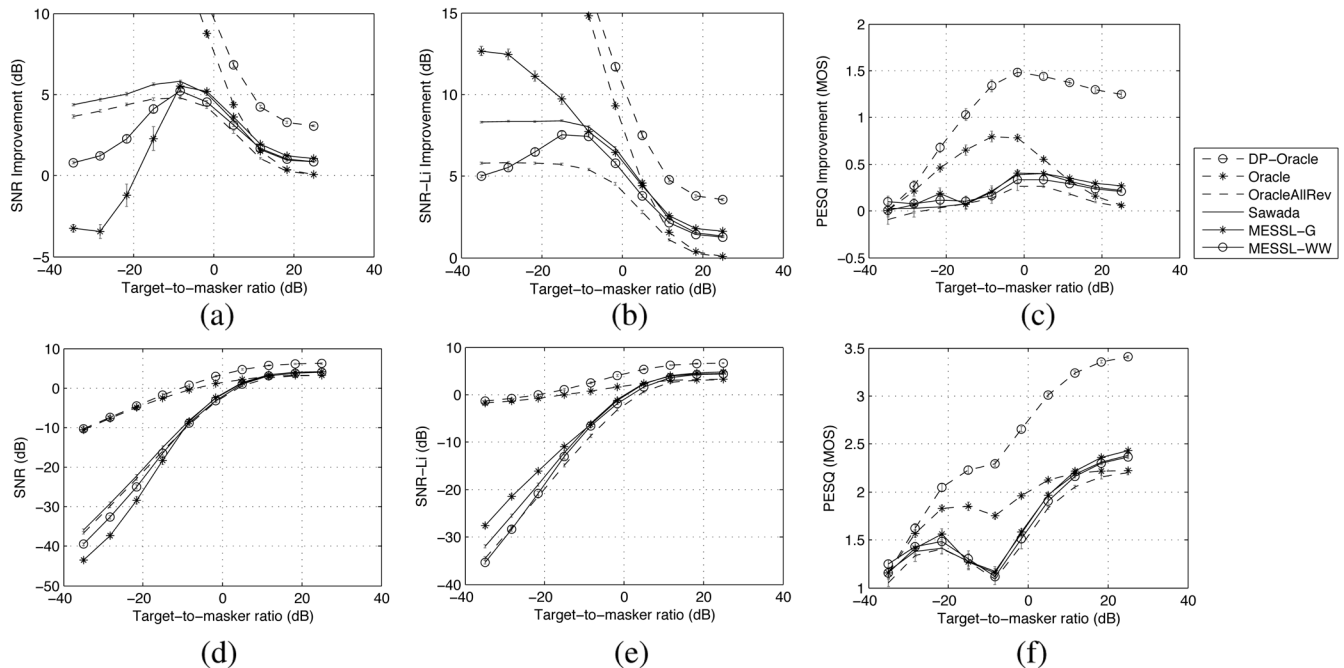 SNR Improvement (dB)
10
5
0
−5
−40
−20
0
20
40
Target−to−masker ratio (dB)
(a)
SNR−Li Improvement (dB)
15
10
5
0
−40
−20
0
20
40
Target−to−masker ratio (dB)
(b)
PESQ Improvement (MOS)
2
1.5
1
0.5
0
−0.5
−40
−20
0
20
40
Target−to−masker ratio (dB)
(c)
DP−Oracle
Oracle
OracleAllRev
Sawada
MESSL−G
MESSL−WW
SNR (dB)
10
0
−10
−20
−30
−40
−50
−40
−20
0
20
40
Target−to−masker ratio (dB)
(d)
SNR−Li (dB)
10
0
−10
−20
−30
−40
−40
−20
0
20
40
Target−to−masker ratio (dB)
(e)
PESQ (MOS)
3.5
3
2.5
2
1.5
1
−40
−20
0
20
40
Target−to−masker ratio (dB)
(f)